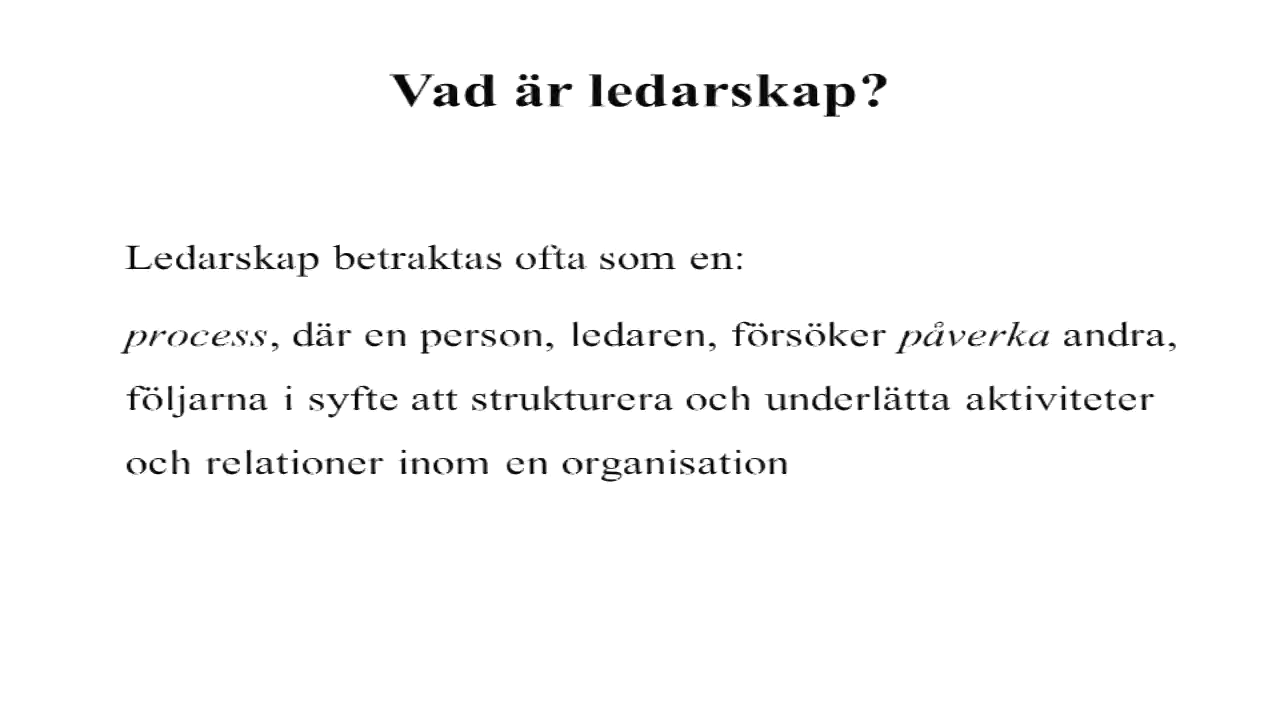 Vad är ledarskap?
Ledarskap betraktas ofta som en:
process, där en person, ledaren, försöker påverka andra,
följarna i syfte att strukturera och underlätta aktiviteter
och relationer inom en organisation